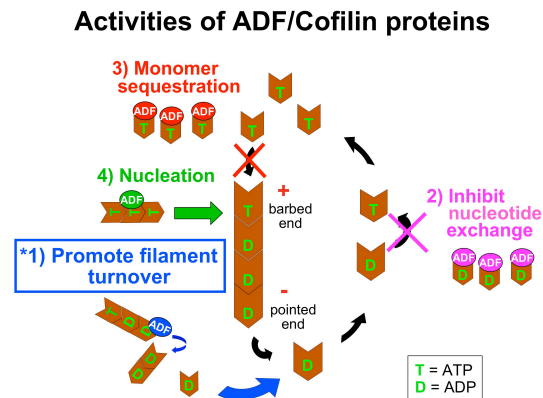 Activities of ADF/Cofilin proteins
3) Monomer
sequestration
ADF ADF ADF
T T T
T T T
4) Nucleation
ADF
T T T
+
barbed
end
T
D
D
D
-
pointed
end
*1) Promote filament
turnover
T D D ADF
D D
D
D
T
D
2) Inhibit
nucleotide
exchange
ADF ADF ADF
D D D
T = ATP
D = ADP